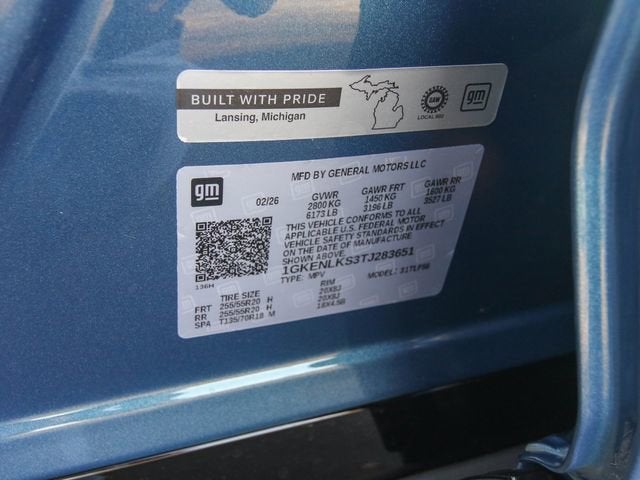 BUILT WITH PRIDE
Lansing, Michigan
UAW
LOCAL 602
gm
MFD BY GENERAL MOTORS LLC
gm
02/26
GVWR GAWR FRT GAWR RR
2800 KG 1450 KG 1600 KG
6173 LB 3196 LB 3527 LB
THIS VEHICLE CONFORMS TO ALL
APPLICABLE U.S. FEDERAL MOTOR
VEHICLE SAFETY STANDARDS IN EFFECT
ON THE DATE OF MANUFACTURE
SHOWN ABOVE.
1GKENLKS3TJ283651
TYPE: MPV MODEL: 31TLF56
136H
TIRE SIZE RIM
FRT 255/55R20 H 20X8J
RR 255/55R20 H 20X8J
SPA T135/70R18 M 18X4.5B